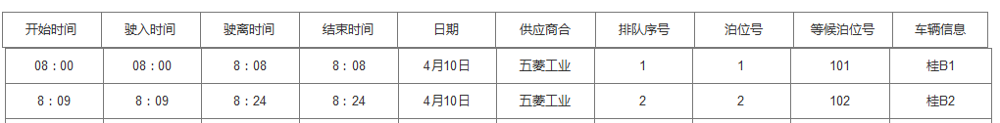 开始时间 驶入时间 驶离时间 结束时间 日期 供应商合 排队序号 泊位号 等候泊位号 车辆信息
08：00 08：00 8：08 8：08 4月10日 五菱工业 1 1 101 桂B1
8：09 8：09 8：24 8：24 4月10日 五菱工业 2 2 102 桂B2